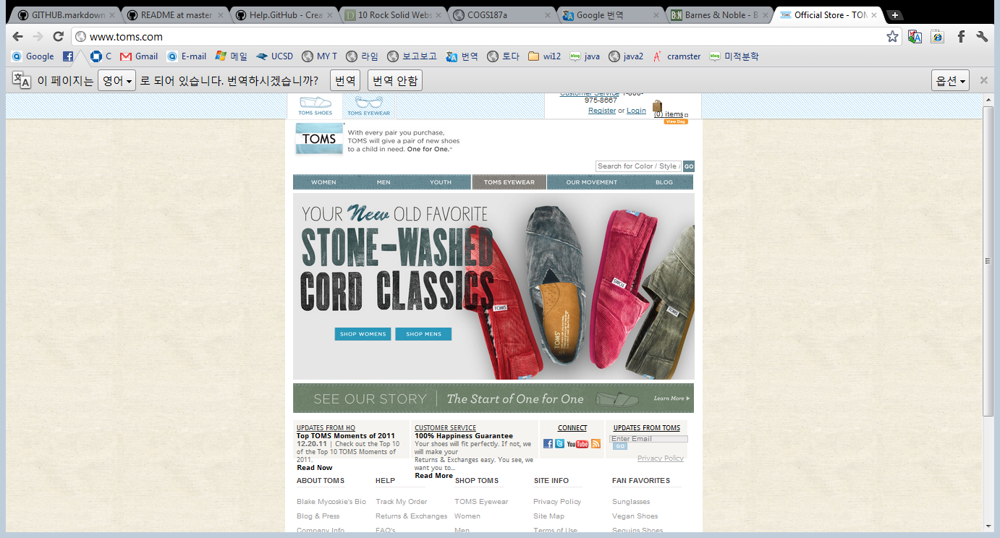 GITHUB.markdown
README at master
Help.GitHub - Crea
10 Rock Solid Webs
COGS187a
Google 번역
Barnes & Noble - B
Official Store - TOM
www.toms.com
Google
C
Gmail
E-mail
메일
UCSD
MY T
라임
보고보고
번역
토다
wi12
java
java2
cramster
미적분학
이 페이지는 영어 로 되어 있습니다. 번역하시겠습니까? 번역 번역 안함 옵션
TOMS SHOES
TOMS EYEWEAR
Customer Service 1-800-
975-8667
Register or Login
(0) items
View Bag
TOMS
With every pair you purchase,
TOMS will give a pair of new shoes
to a child in need. One for One.™
Search for Color / Style /
GO
WOMEN
MEN
YOUTH
TOMS EYEWEAR
OUR MOVEMENT
BLOG
YOUR New OLD FAVORITE
STONE-WASHED
CORD CLASSICS
SHOP WOMENS
SHOP MENS
TOMS
TOMS
TOMS
TOMS
SEE OUR STORY
The Start of One for One
Learn More
UPDATES FROM HQ
Top TOMS Moments of 2011
12.20.11 | Check out the Top 10
of the Top 10 TOMS Moments of
2011.
Read Now
CUSTOMER SERVICE
100% Happiness Guarantee
Your shoes will fit perfectly. If not, we
will make your
Returns & Exchanges easy. You see, we
want you to...
Read More
CONNECT
YouTube
UPDATES FROM TOMS
Enter Email
GO
Privacy Policy
ABOUT TOMS
Blake Mycoskie's Bio
Blog & Press
Company Info
HELP
Track My Order
Returns & Exchanges
FAQ's
SHOP TOMS
TOMS Eyewear
Women
Men
SITE INFO
Privacy Policy
Site Map
Terms of Use
FAN FAVORITES
Sunglasses
Vegan Shoes
Sequins Shoes